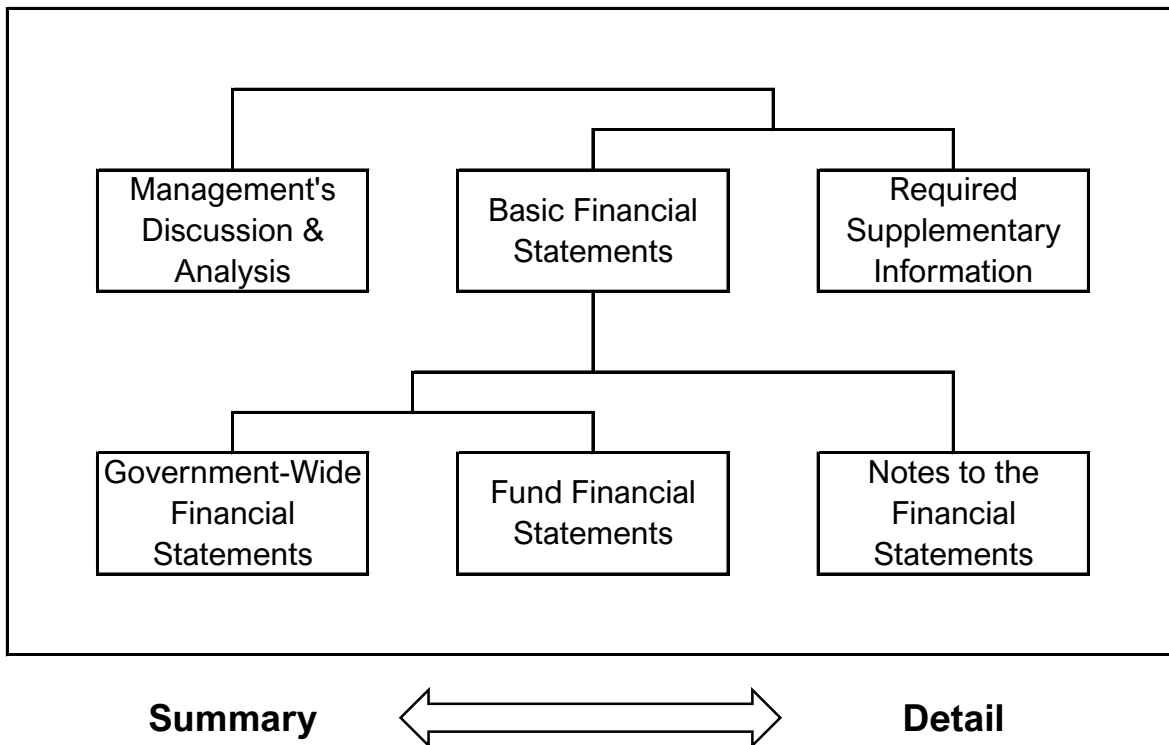 Management's
Discussion &
Analysis
Basic Financial
Statements
Required
Supplementary
Information
Government-Wide
Financial
Statements
Fund Financial
Statements
Notes to the
Financial
Statements
Summary
Detail